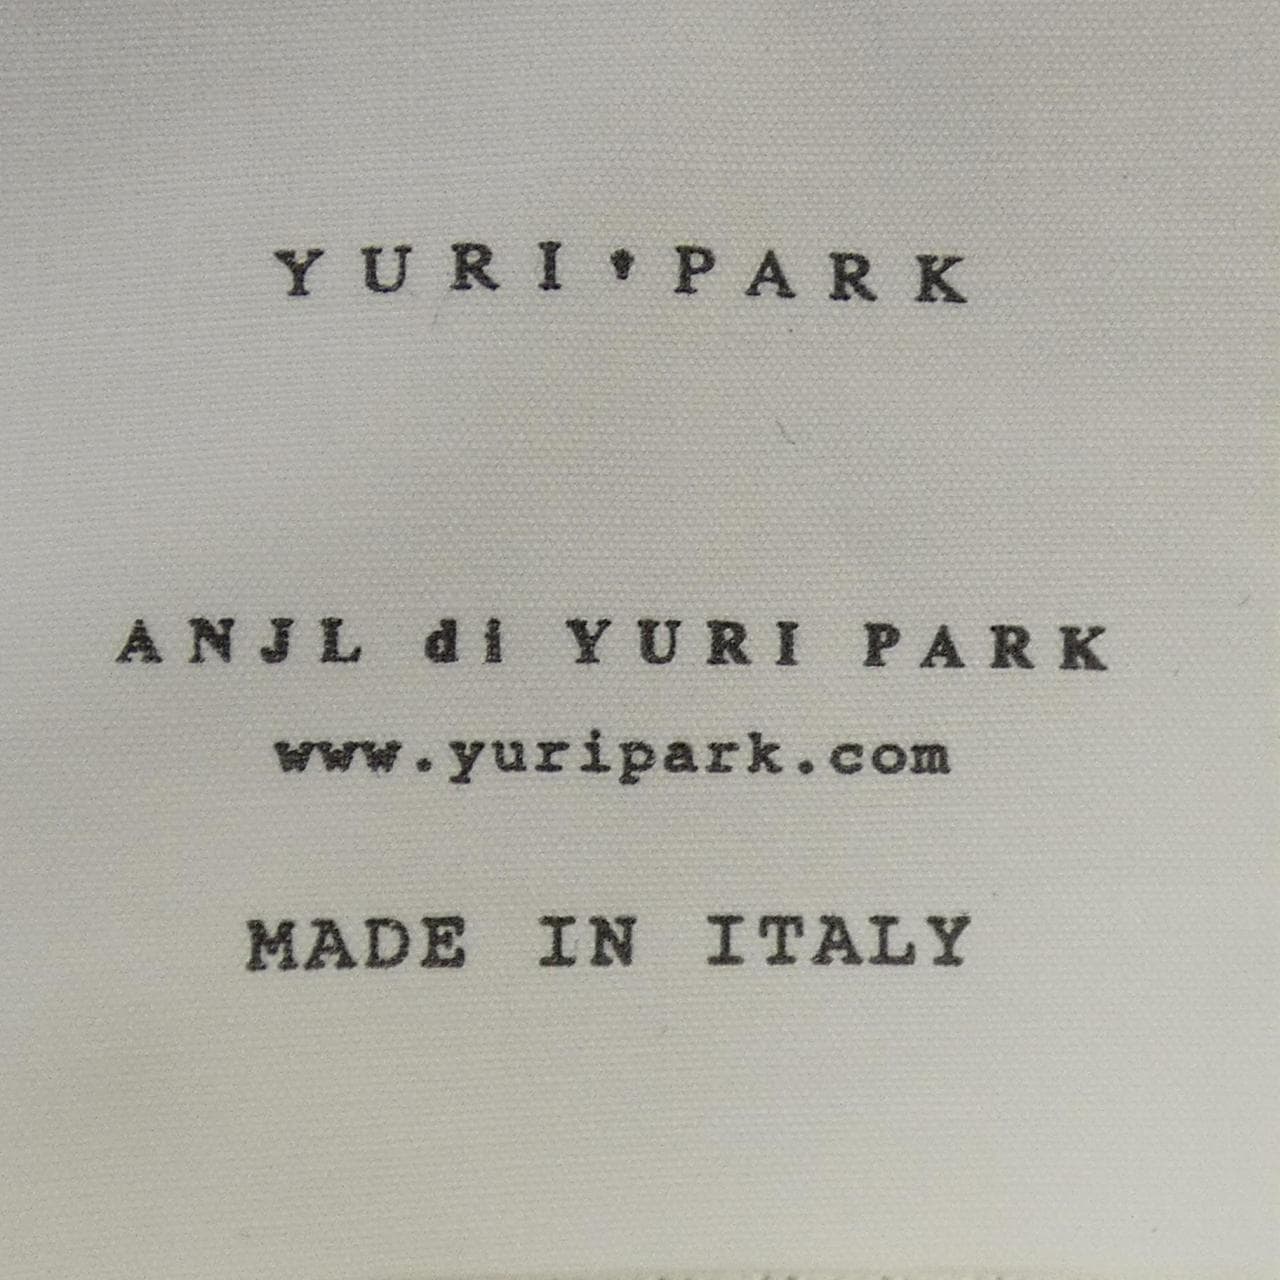 YURI PARK
ANJL di YURI PARK
www.yuripark.com
MADE IN ITALY